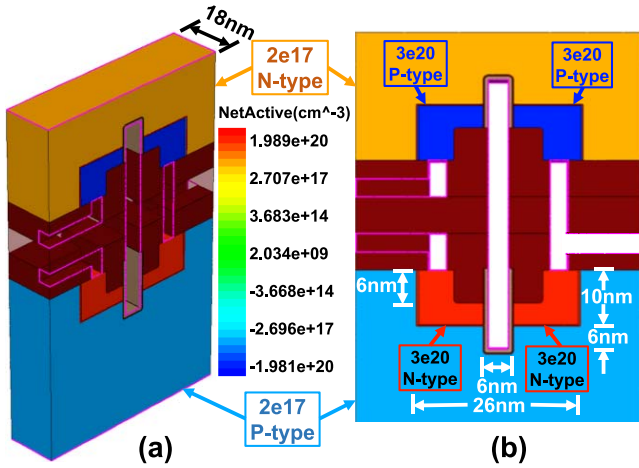 18nm
2e17
N-type
NetActive(cm^-3)
1.989e+20
2.707e+17
3.683e+14
2.034e+09
-3.668e+14
-2.696e+17
-1.981e+20
2e17
P-type
(a)
3e20
P-type
3e20
P-type
6nm
10nm
6nm
3e20
N-type
3e20
N-type
6nm
26nm
(b)